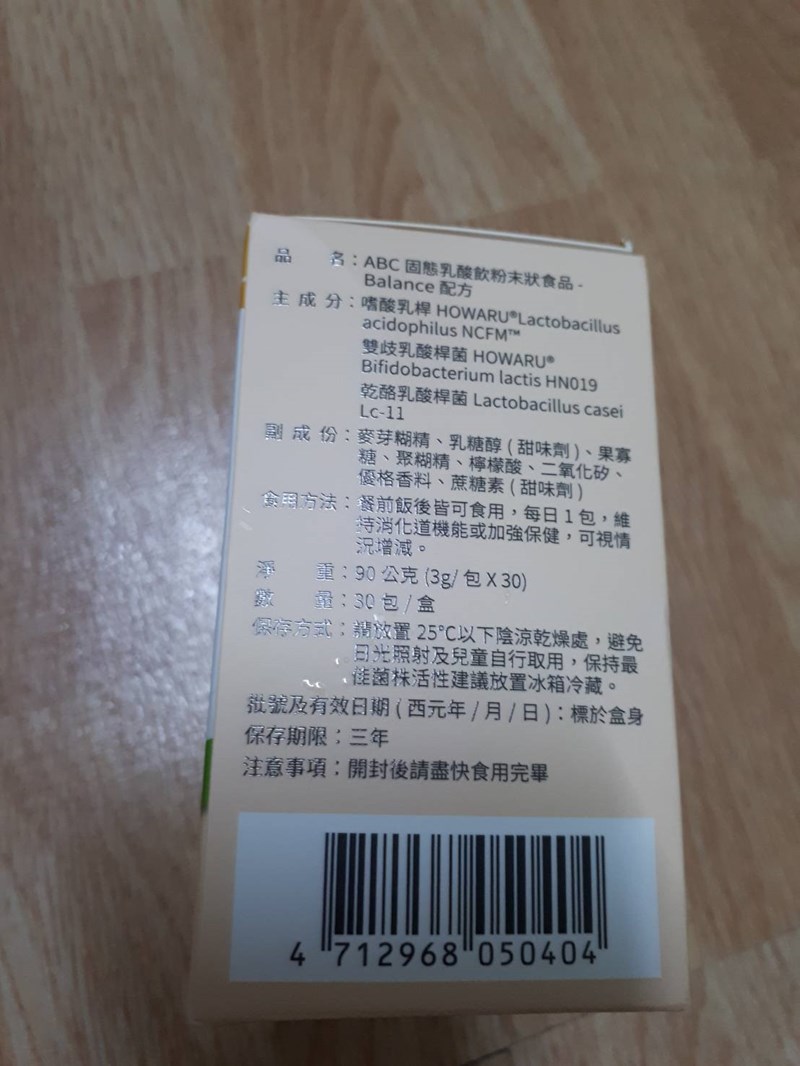 品 名：ABC 固態乳酸飲粉末狀食品 -
Balance 配方
主 成 分：嗜酸乳桿 HOWARU®Lactobacillus
acidophilus NCFM™
雙歧乳酸桿菌 HOWARU®
Bifidobacterium lactis HN019
乾酪乳酸桿菌 Lactobacillus casei
Lc-11
副 成 份：麥芽糊精、乳糖醇 ( 甜味劑 )、果寡
糖、聚糊精、檸檬酸、二氧化矽、
優格香料、蔗糖素 ( 甜味劑 )
食用方法：餐前飯後皆可食用，每日 1 包，維
持消化道機能或加強保健，可視情
況增減。
淨 重：90 公克 (3g/ 包 X 30)
數 量：30 包 / 盒
保存方式：請放置 25°C以下陰涼乾燥處，避免
日光照射及兒童自行取用，保持最
佳菌株活性建議放置冰箱冷藏。
批號及有效日期 ( 西元年 / 月 / 日 )：標於盒身
保存期限：三年
注意事項：開封後請盡快食用完畢
4 712968 050404